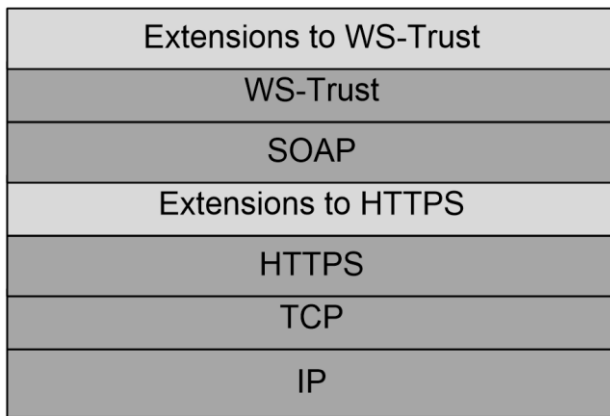 Extensions to WS-Trust
WS-Trust
SOAP
Extensions to HTTPS
HTTPS
TCP
IP